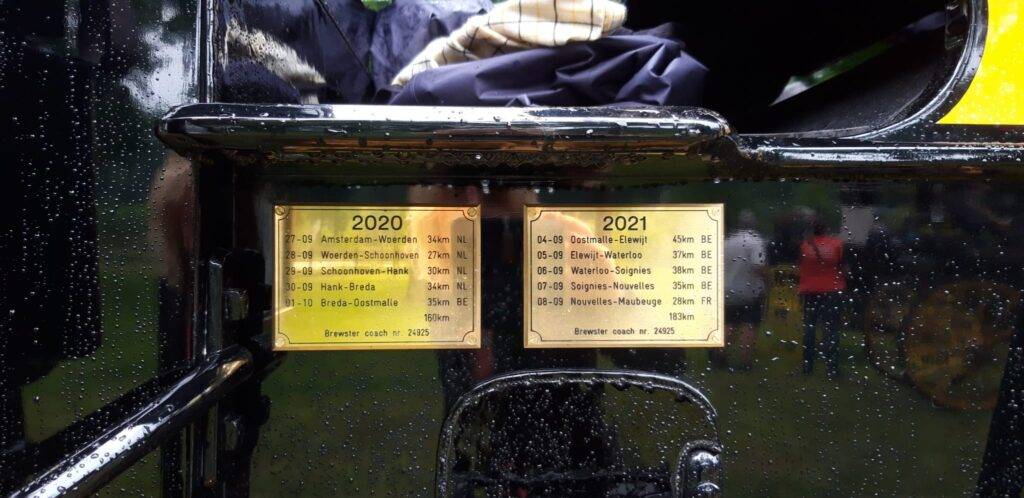 2020
27-09 Amsterdam-Woerden 34km NL
28-09 Woerden-Schoonhoven 27km NL
29-09 Schoonhoven-Hank 30km NL
30-09 Hank-Breda 34km NL
01-10 Breda-Oostmalle 35km BE
160km
Brewster coach nr. 24925
2021
04-09 Oostmalle-Elewijt 45km BE
05-09 Elewijt-Waterloo 37km BE
06-09 Waterloo-Soignies 38km BE
07-09 Soignies-Nouvelles 35km BE
08-09 Nouvelles-Maubeuge 28km FR
183km
Brewster coach nr. 24925